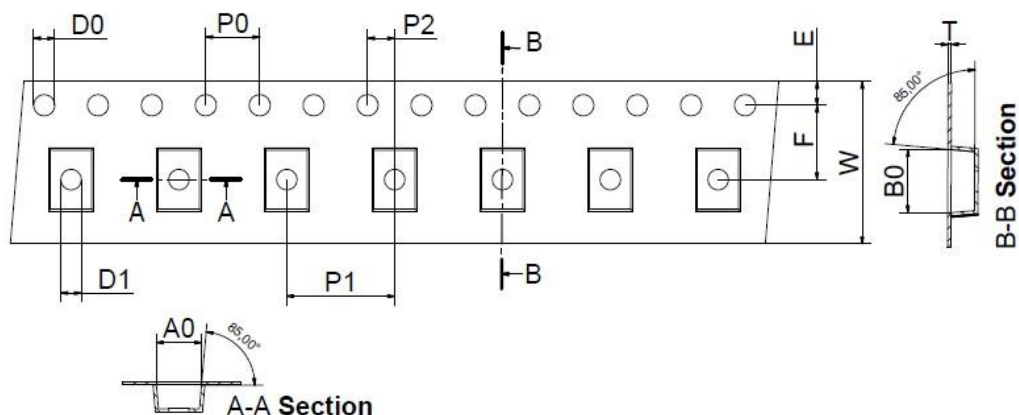 D0
P0
P2
B
E
T
85,00°
F
W
B0
B-B Section
A
A
D1
P1
B
A0
85,00°
A-A Section